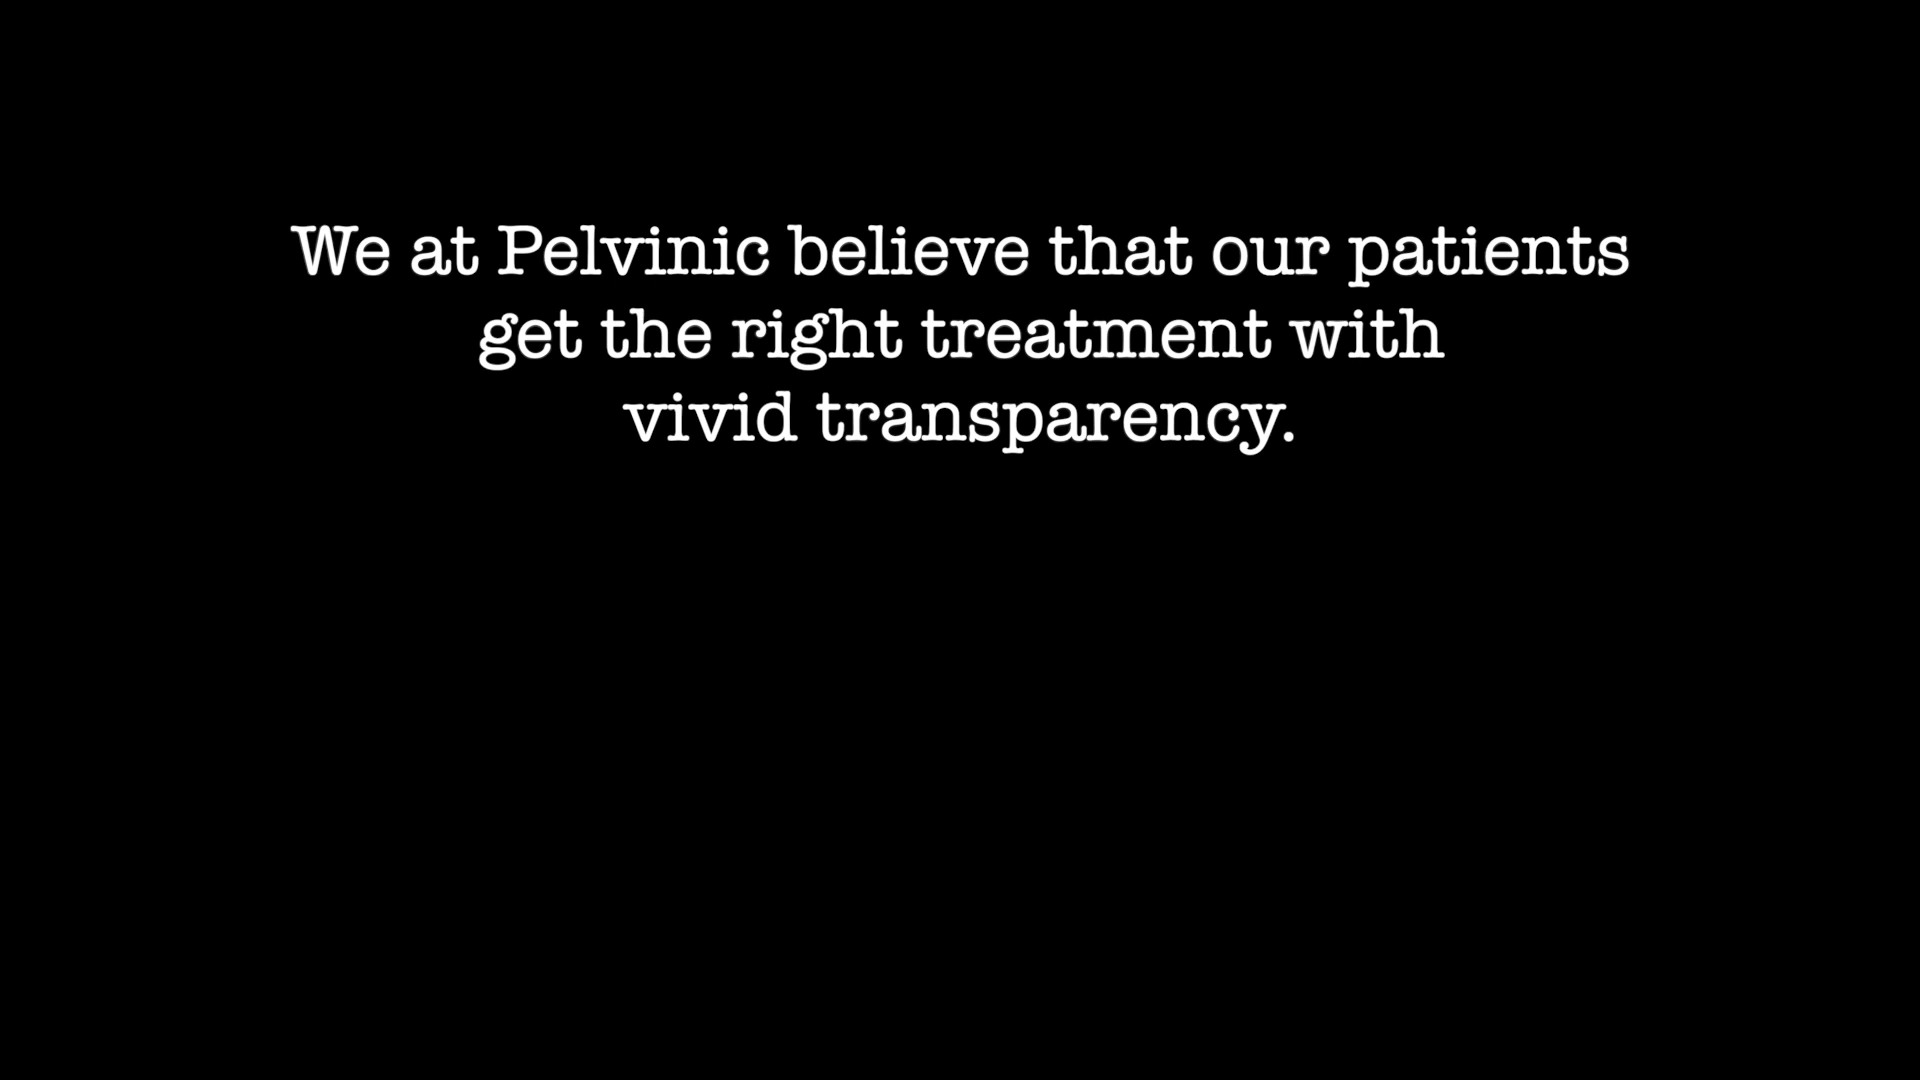 We at Pelvinic believe that our patients
get the right treatment with
vivid transparency.